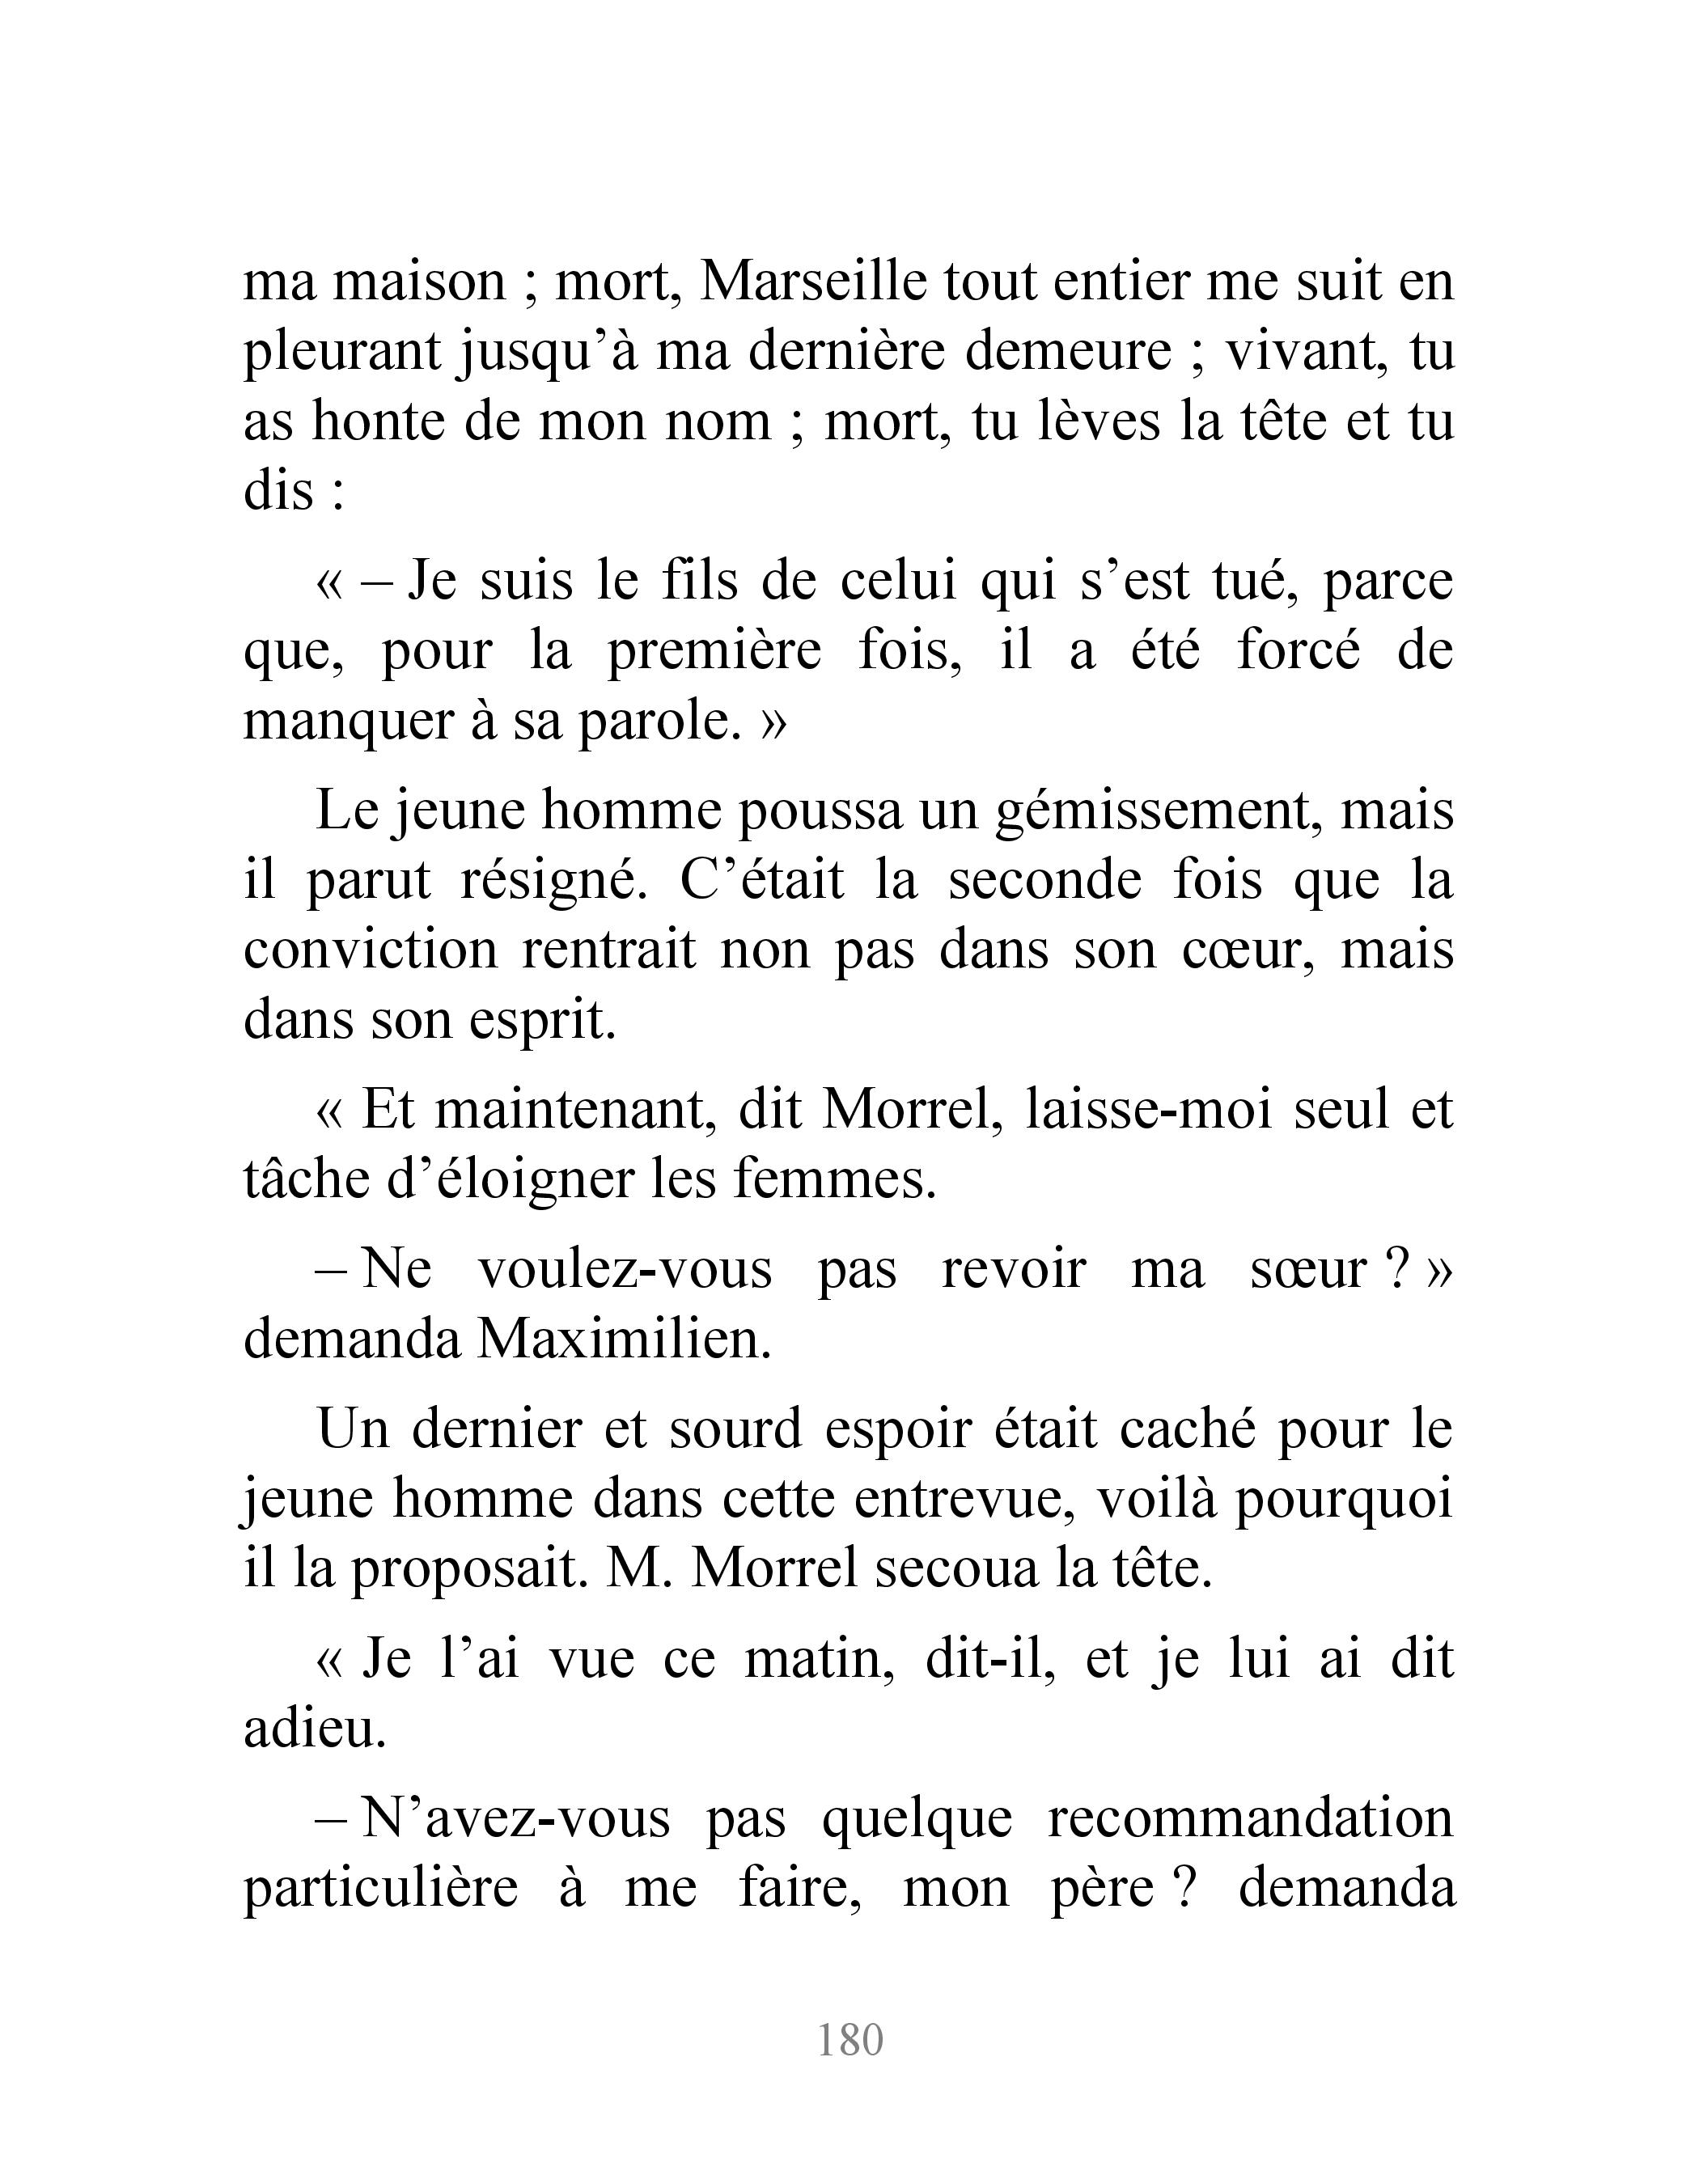 ma maison ; mort, Marseille tout entier me suit en
pleurant jusqu’à ma dernière demeure ; vivant, tu
as honte de mon nom ; mort, tu lèves la tête et tu
dis :
« – Je suis le fils de celui qui s’est tué, parce
que, pour la première fois, il a été forcé de
manquer à sa parole. »
Le jeune homme poussa un gémissement, mais
il parut résigné. C’était la seconde fois que la
conviction rentrait non pas dans son cœur, mais
dans son esprit.
« Et maintenant, dit Morrel, laisse-moi seul et
tâche d’éloigner les femmes.
– Ne voulez-vous pas revoir ma sœur ? »
demanda Maximilien.
Un dernier et sourd espoir était caché pour le
jeune homme dans cette entrevue, voilà pourquoi
il la proposait. M. Morrel secoua la tête.
« Je l’ai vue ce matin, dit-il, et je lui ai dit
adieu.
– N’avez-vous pas quelque recommandation
particulière à me faire, mon père ? demanda
180